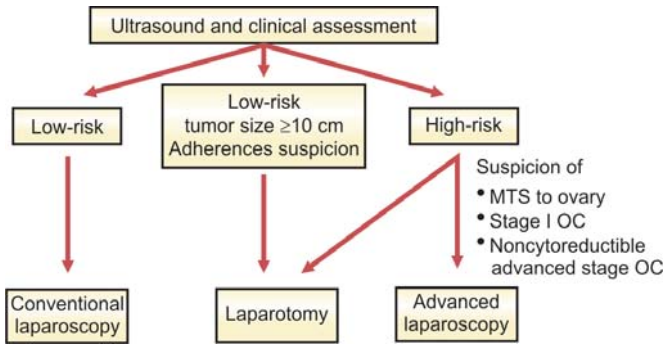 Ultrasound and clinical assessment
Low-risk
Low-risk
tumor size ≥10 cm
Adherences suspicion
High-risk
Suspicion of
• MTS to ovary
• Stage I OC
• Noncytoreductible
advanced stage OC
Conventional
laparoscopy
Laparotomy
Advanced
laparoscopy